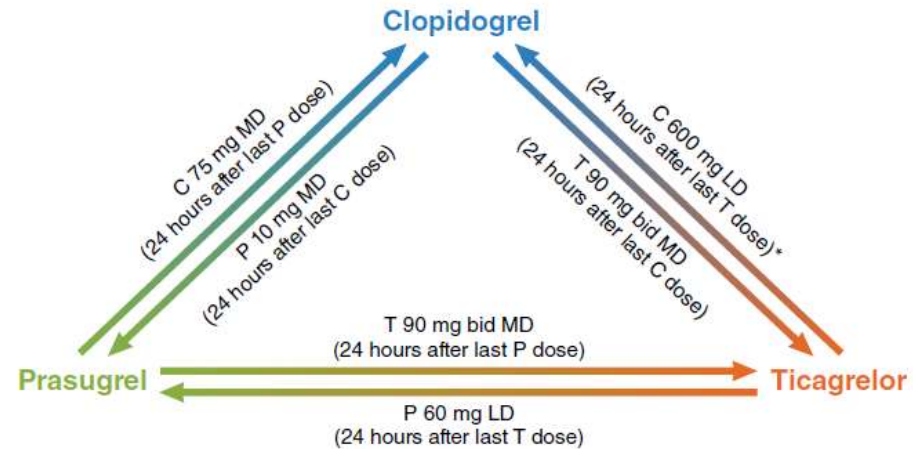 Clopidogrel
C 75 mg MD
(24 hours after last P dose)
P 10 mg MD
(24 hours after last C dose)
C 600 mg LD
(24 hours after last T dose)*
T 90 mg bid MD
(24 hours after last C dose)
T 90 mg bid MD
(24 hours after last P dose)
Prasugrel
Ticagrelor
P 60 mg LD
(24 hours after last T dose)